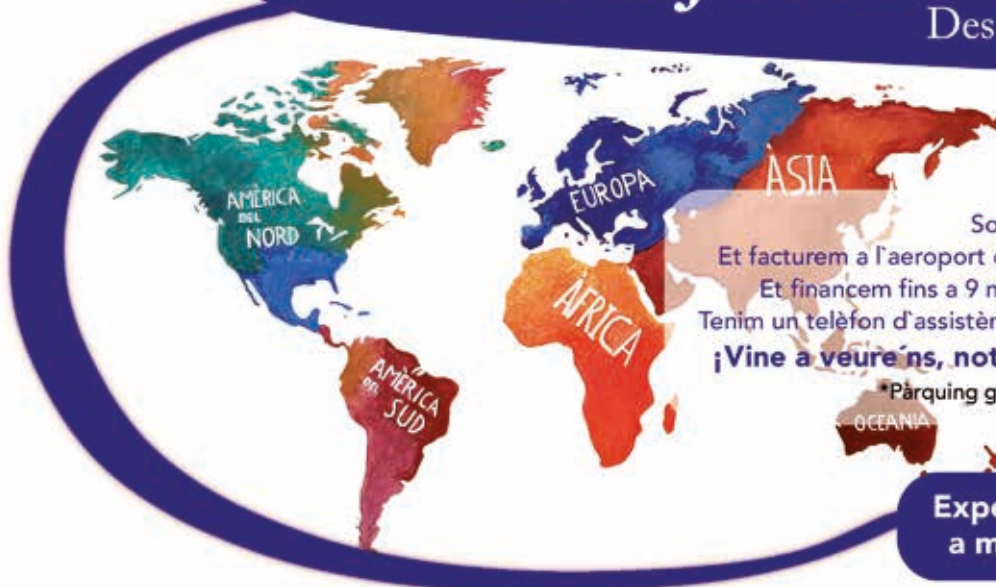 Des
AMÈRICA
DEL
NORD
EUROPA
ASIA
So
Et facturem a l`aeroport
Et financem fins a 9 m
Tenim un telèfon d`assistèn
¡Vine a veure´ns, not
*Pàrquing g
AFRICA
AMÈRICA
DEL
SUD
OCEANIA
Expe
a m